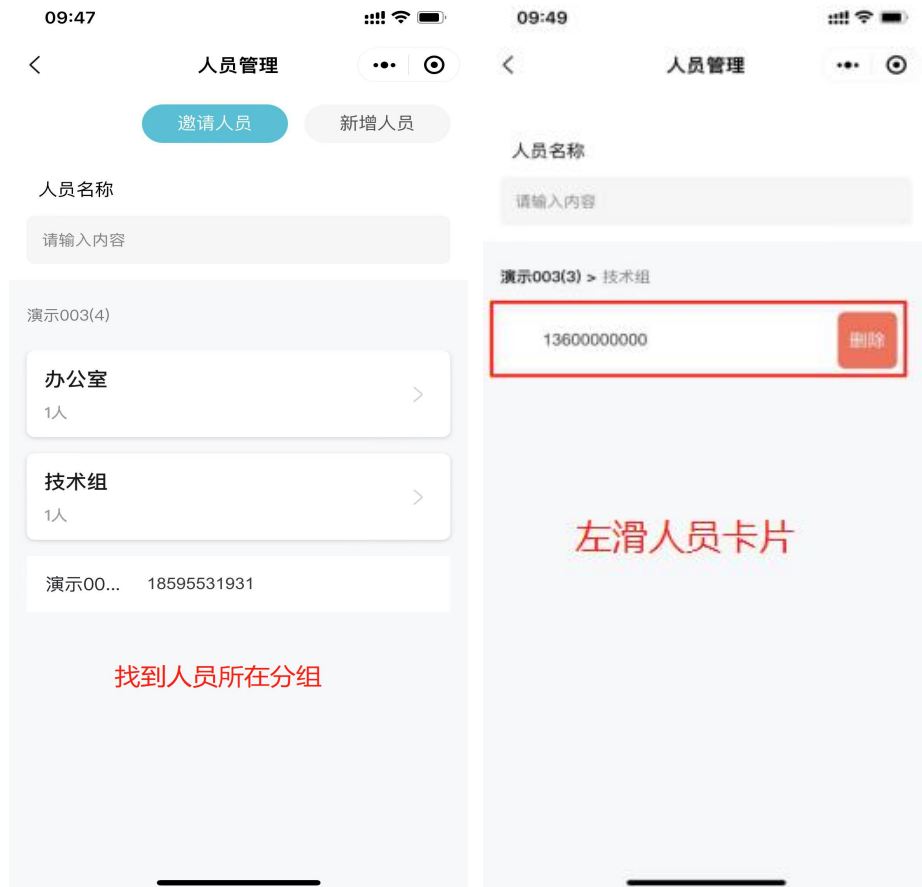 09:47
人员管理
邀请人员
新增人员
人员名称
请输入内容
演示003(4)
办公室
1人
技术组
1人
演示00... 18595531931
找到人员所在分组
09:49
人员管理
人员名称
请输入内容
演示003(3) > 技术组
13600000000
删除
左滑人员卡片